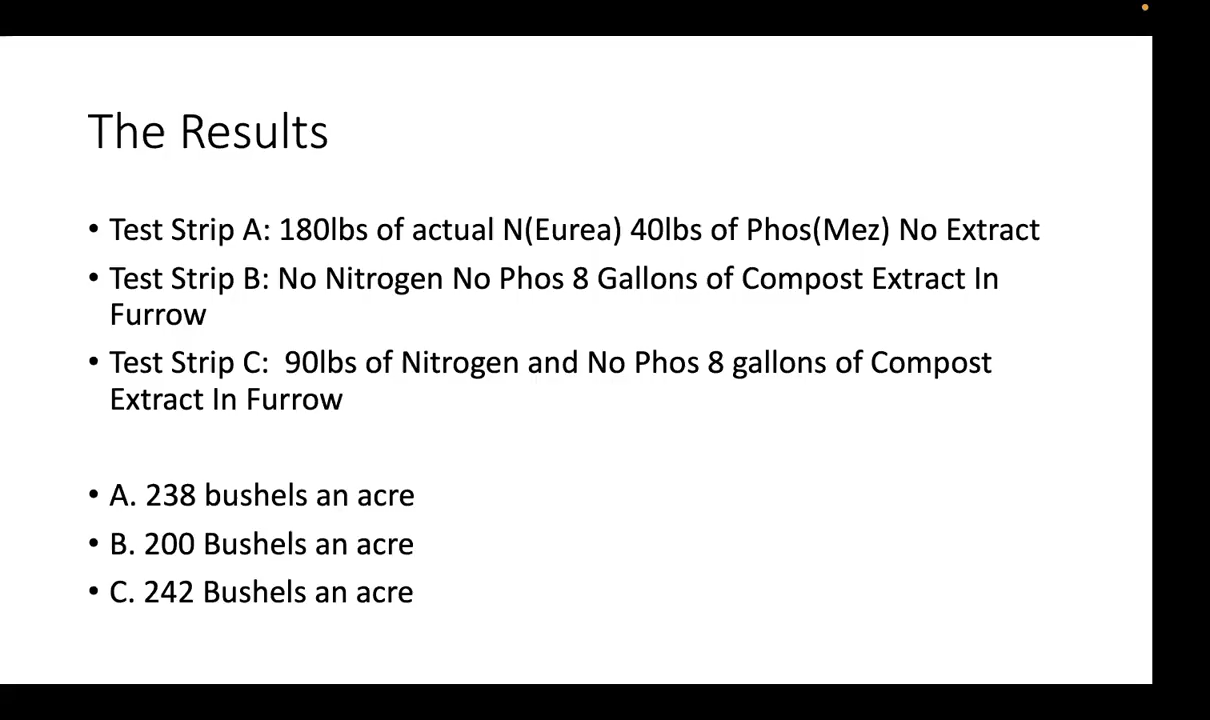 The Results
• Test Strip A: 180lbs of actual N(Eurea) 40lbs of Phos(Mez) No Extract
• Test Strip B: No Nitrogen No Phos 8 Gallons of Compost Extract In
Furrow
• Test Strip C:  90lbs of Nitrogen and No Phos 8 gallons of Compost
Extract In Furrow
• A. 238 bushels an acre
• B. 200 Bushels an acre
• C. 242 Bushels an acre